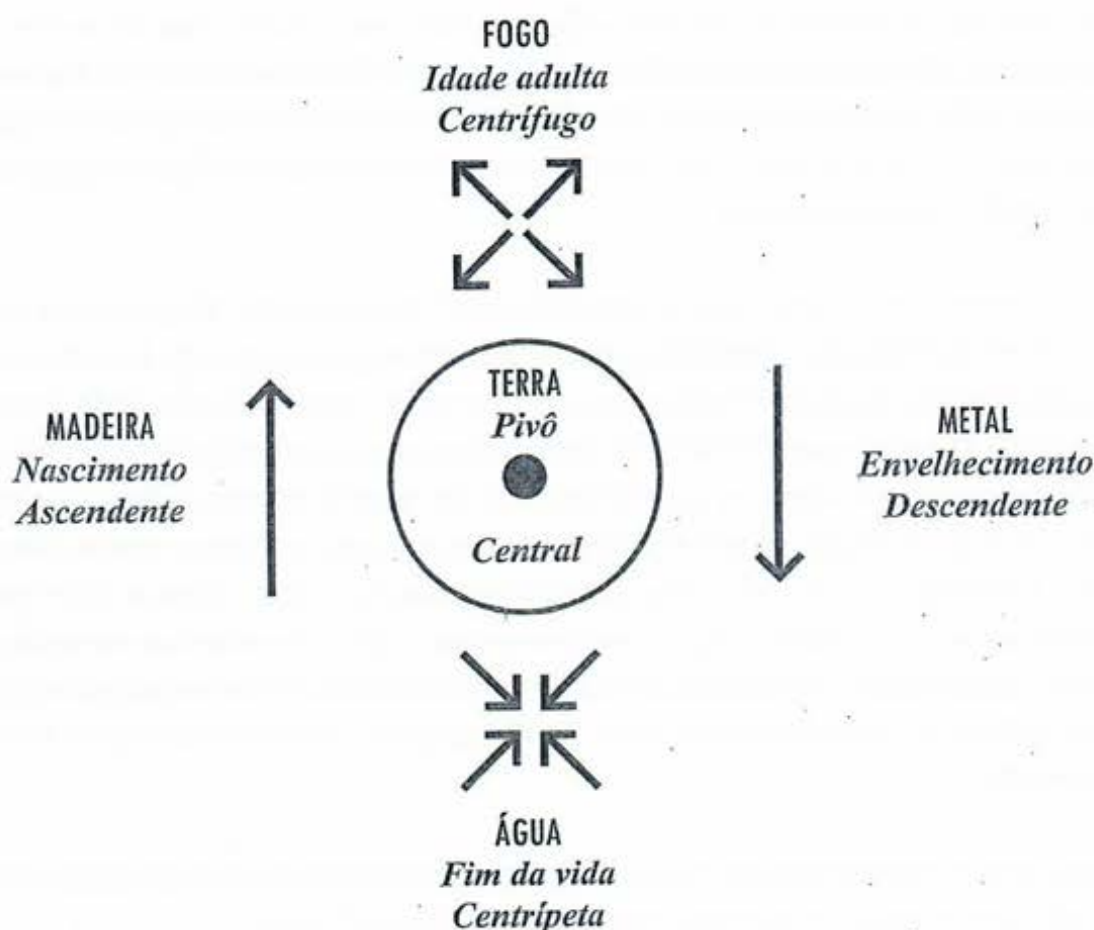 FOGO
Idade adulta
Centrífugo
TERRA
Pivô
Central
MADEIRA
Nascimento
Ascendente
METAL
Envelhecimento
Descendente
ÁGUA
Fim da vida
Centrípeta